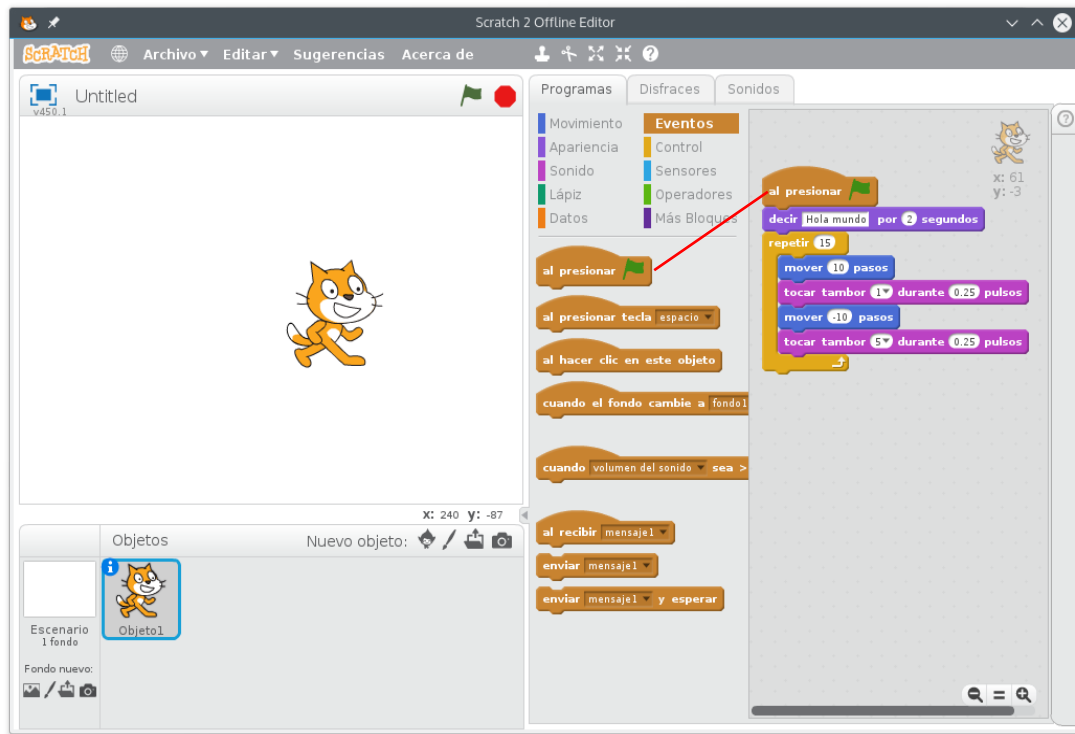 Scratch 2 Offline Editor
SCRATCH Archivo Editar Sugerencias Acerca de
Untitled
v450.1
Programas Disfraces Sonidos
Movimiento Eventos
Apariencia Control
Sonido Sensores
Lápiz Operadores
Datos Más Bloques
al presionar
al presionar tecla espacio
al hacer clic en este objeto
cuando el fondo cambie a fondo1
cuando volumen del sonido sea >
al recibir mensaje1
enviar mensaje1
enviar mensaje1 y esperar
x: 61
y: -3
al presionar
decir Hola mundo por 2 segundos
repetir 15
mover 10 pasos
tocar tambor 1 durante 0.25 pulsos
mover -10 pasos
tocar tambor 5 durante 0.25 pulsos
x: 240 y: -87
Objetos Nuevo objeto:
Escenario
1 fondo
Objeto1
Fondo nuevo: